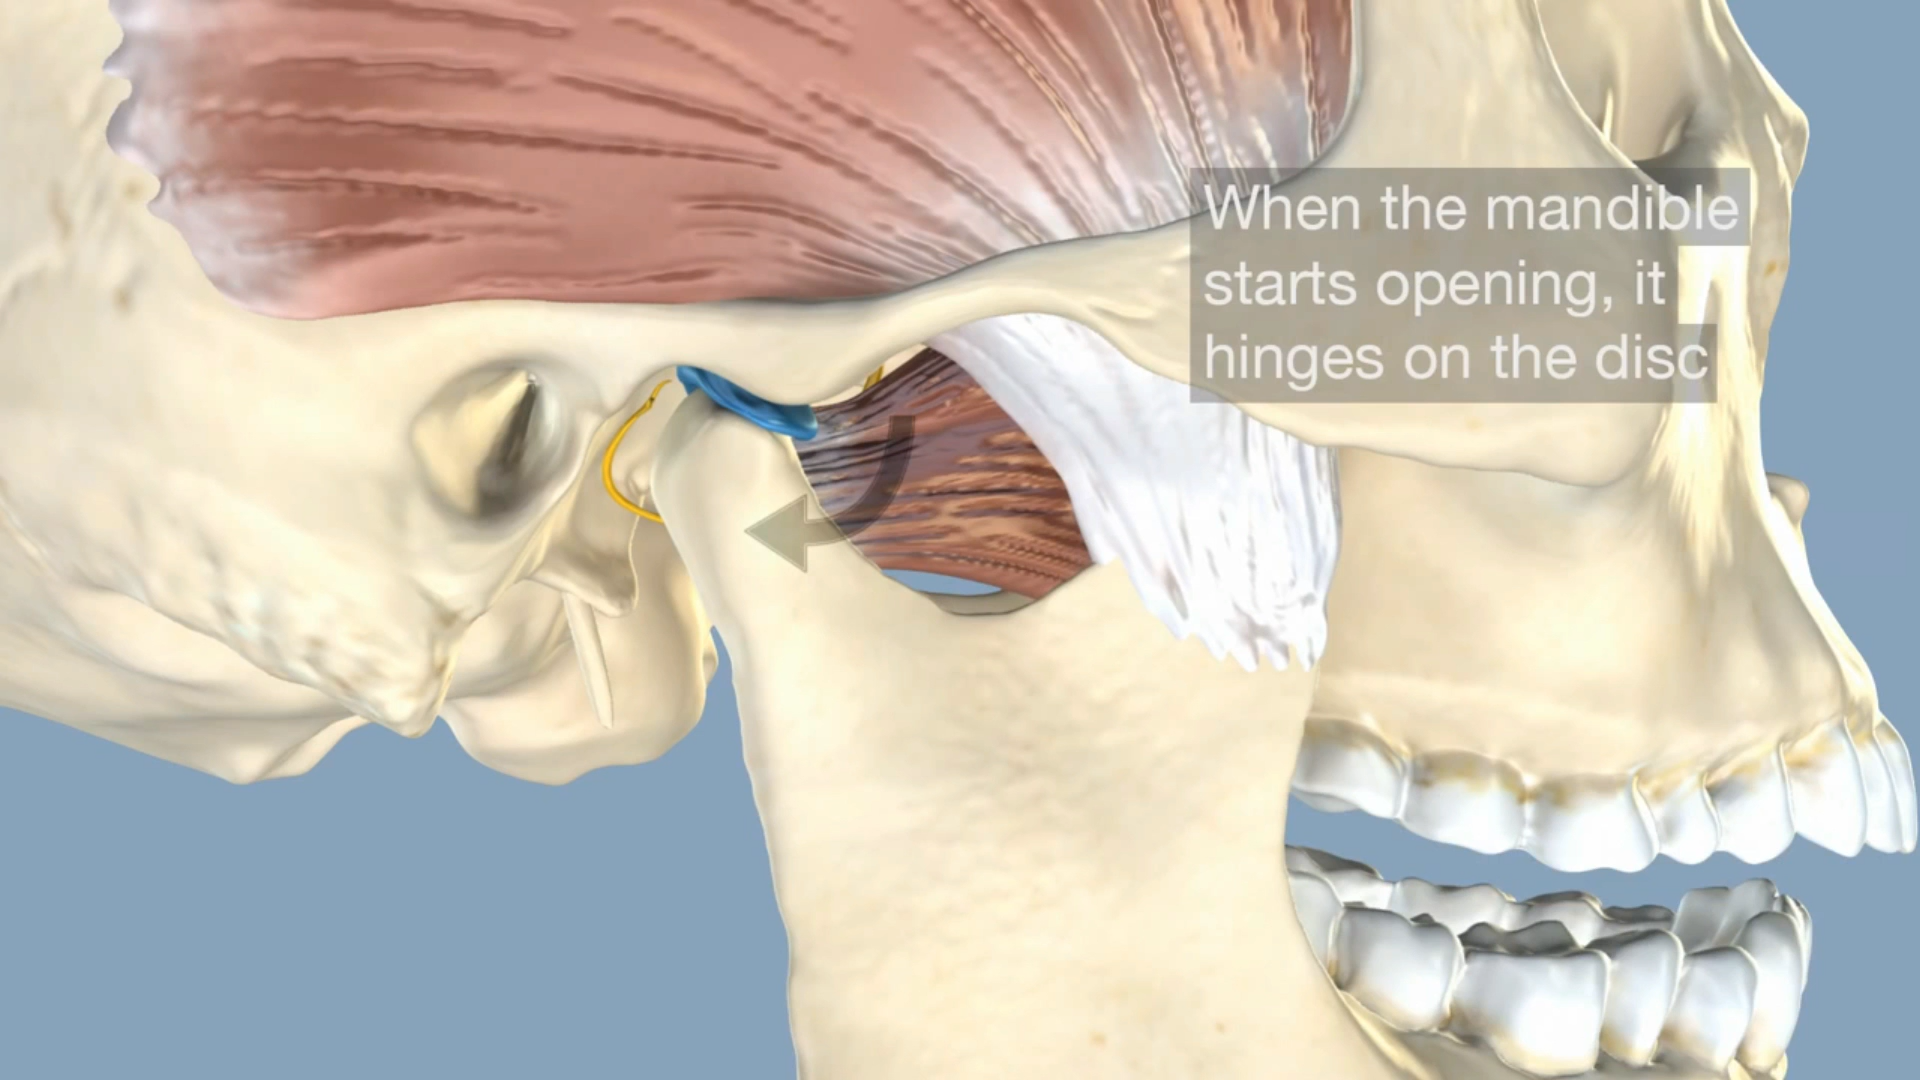 When the mandible
starts opening, it
hinges on the disc